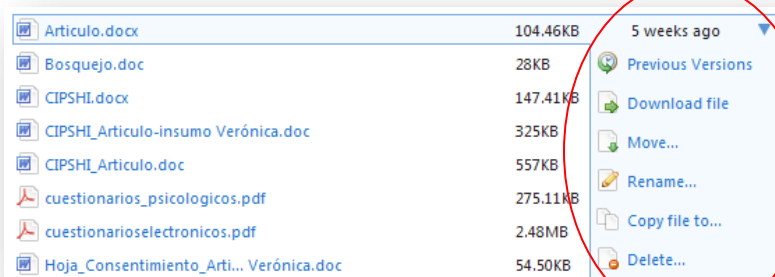 Articulo.docx 104.46KB 5 weeks ago
Bosquejo.doc 28KB Previous Versions
CIPSHI.docx 147.41KB Download file
CIPSHI_Articulo-insumo Verónica.doc 325KB Move...
CIPSHI_Articulo.doc 557KB Rename...
cuestionarios_psicologicos.pdf 275.11KB Copy file to...
cuestionarioselectronicos.pdf 2.48MB Delete...
Hoja_Consentimiento_Arti... Verónica.doc 54.50KB